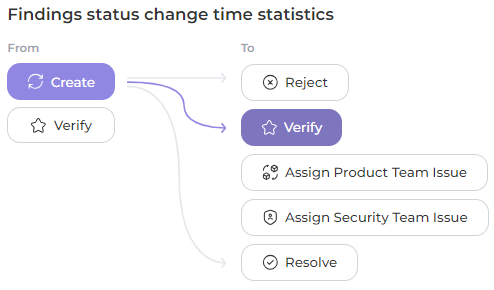 Findings status change time statistics
From
To
Create
Verify
Reject
Verify
Assign Product Team Issue
Assign Security Team Issue
Resolve